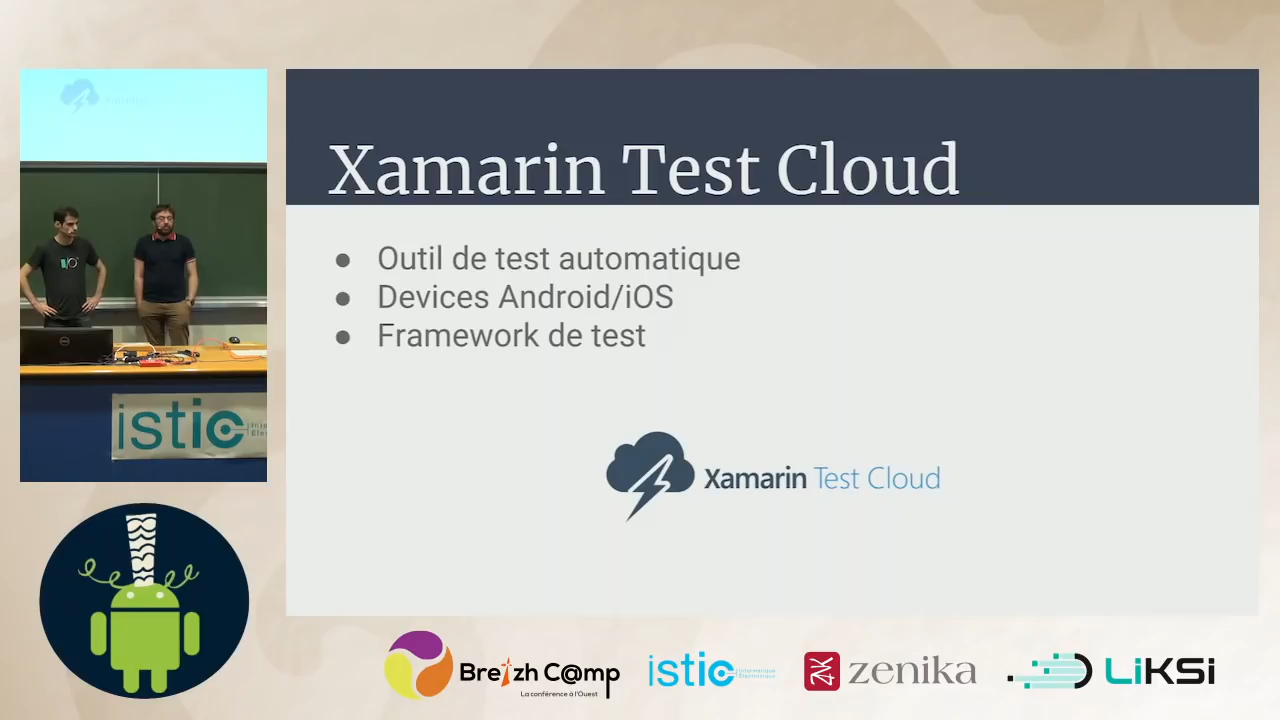 Xamarin Test Cloud
● Outil de test automatique
● Devices Android/iOS
● Framework de test
Xamarin Test Cloud
I/O
DELL
istic
BreIzh C@mp
La conférence à l'Ouest
istic
Informatique
Électronique
zenika
LiKSi